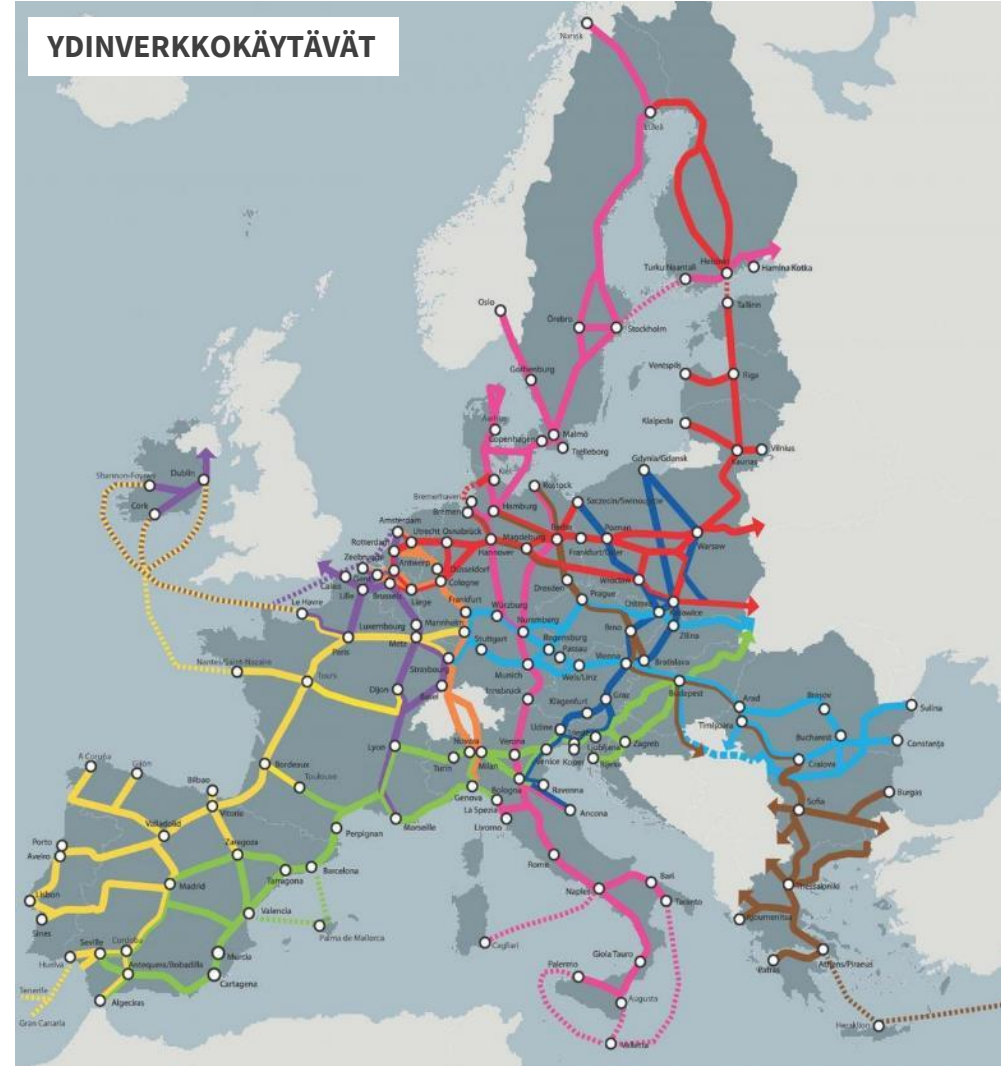 YDINVERKKOKÄYTÄVÄT
Narvik
Luleå
Turku Naantali
Helsinki
Hamina Kotka
Tallinn
Oslo
Örebro
Stockholm
Gothenburg
Ventspils
Riga
Klaipeda
Aarhus
Copenhagen
Malmö
Trelleborg
Vilnius
Kaunas
Gdynia/Gdansk
Shannon-Foynes
Dublin
Cork
Kiel
Rostock
Szczecin/Swinoujscie
Bremerhaven
Bremen
Hamburg
Amsterdam
Utrecht
Osnabrück
Magdeburg
Berlin
Poznan
Warsaw
Rotterdam
Hannover
Frankfurt/Oder
Zeebrugge
Antwerp
Düsseldorf
Calais
Gent
Cologne
Wroclaw
Lille
Brussels
Liège
Dresden
Prague
Katowice
Le Havre
Frankfurt
Würzburg
Luxembourg
Mannheim
Nuremberg
Brno
Zilina
Paris
Metz
Stuttgart
Regensburg
Passau
Vienna
Bratislava
Nantes/Saint-Nazaire
Strasbourg
Munich
Wels/Linz
Tours
Dijon
Basel
Innsbruck
Klagenfurt
Graz
Budapest
Arad
Brasov
Sulina
Timișoara
Udine
Lyon
Novara
Verona
Ljubljana
Zagreb
Bucharest
Constanța
Turin
Milan
Venice
Koper
Rijeka
Craiova
A Coruña
Gijón
Bilbao
Bordeaux
Toulouse
Genova
Bologna
Ravenna
Sofia
Burgas
Vitoria
La Spezia
Ancona
Valladolid
Marseille
Livorno
Porto
Aveiro
Zaragoza
Perpignan
Barcelona
Tarragona
Rome
Lisbon
Madrid
Naples
Bari
Taranto
Thessaloniki
Sines
Valencia
Palma de Mallorca
Igoumenitsa
Seville
Cordoba
Cagliari
Huelva
Murcia
Antequera/Bobadilla
Gioia Tauro
Athens/Piraeus
Palermo
Patras
Tenerife
Cartagena
Algeciras
Augusta
Gran Canaria
Heraklion
Valletta